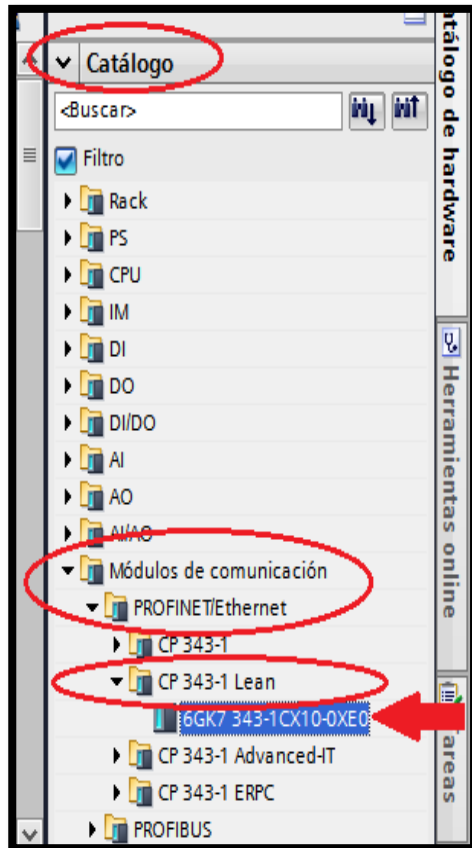 Catálogo
<Buscar>
Filtro
Rack
PS
CPU
IM
DI
DO
DI/DO
AI
AO
AI/AO
Módulos de comunicación
PROFINET/Ethernet
CP 343-1
CP 343-1 Lean
6GK7 343-1CX10-0XE0
CP 343-1 Advanced-IT
CP 343-1 ERPC
PROFIBUS
atálogo de hardware
Herramientas online
areas